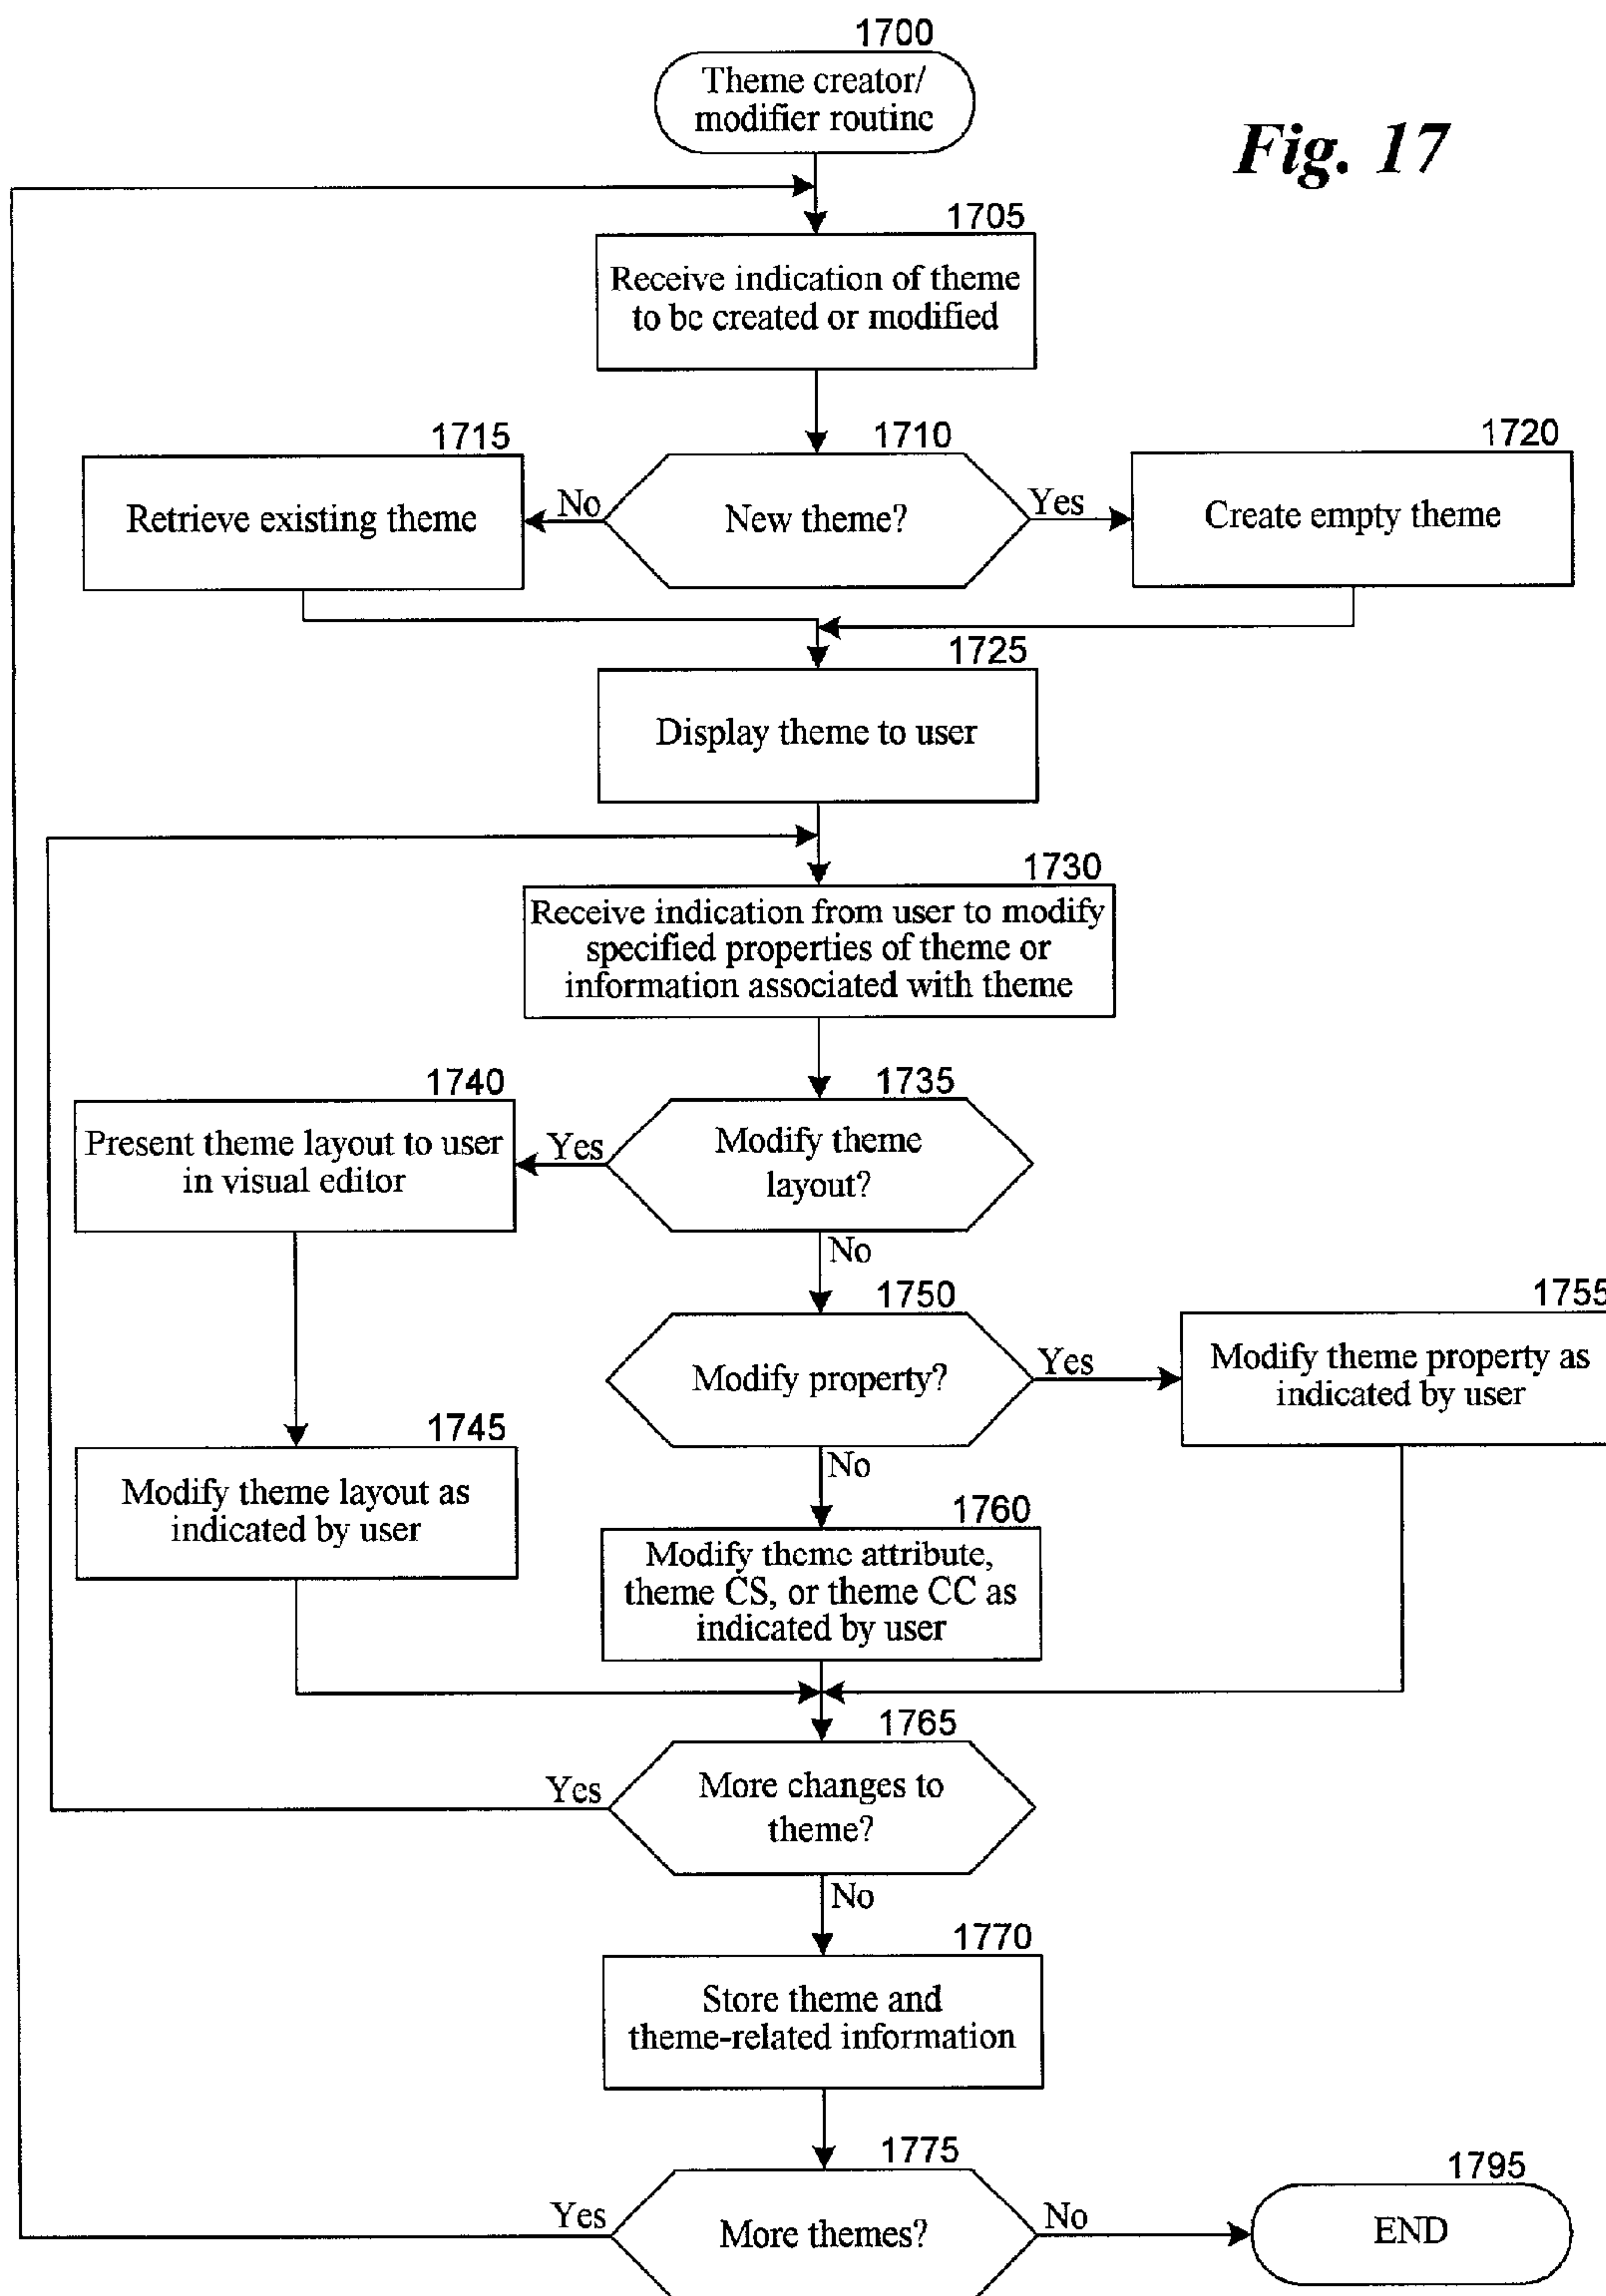 1700
Theme creator/
modifier routine
Fig. 17
1705
Receive indication of theme
to be created or modified
1715
1710
1720
Retrieve existing theme
No
New theme?
Yes
Create empty theme
1725
Display theme to user
1730
Receive indication from user to modify
specified properties of theme or
information associated with theme
1740
1735
Present theme layout to user
in visual editor
Yes
Modify theme
layout?
No
1750
1755
Modify property?
Yes
Modify theme property as
indicated by user
1745
No
Modify theme layout as
indicated by user
1760
Modify theme attribute,
theme CS, or theme CC as
indicated by user
1765
Yes
More changes to
theme?
No
1770
Store theme and
theme-related information
1775
1795
Yes
More themes?
No
END